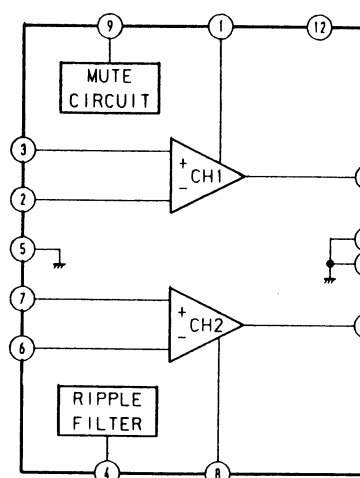 9 1 12
MUTE
CIRCUIT
3
+ CH1
2 −
5
7
+ CH2
6 −
RIPPLE
FILTER
4 8